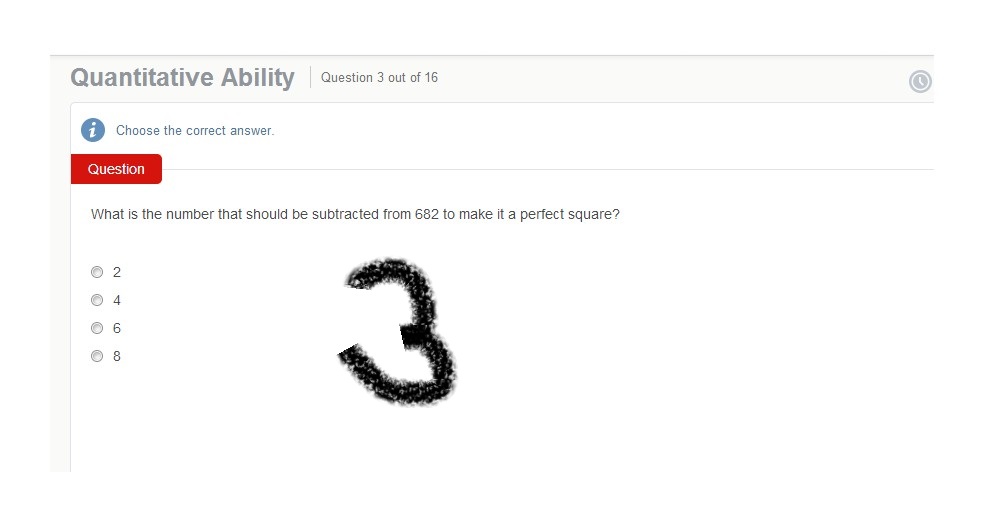 Quantitative Ability
Question 3 out of 16
i Choose the correct answer.
Question
What is the number that should be subtracted from 682 to make it a perfect square?
2
4
6
8
3